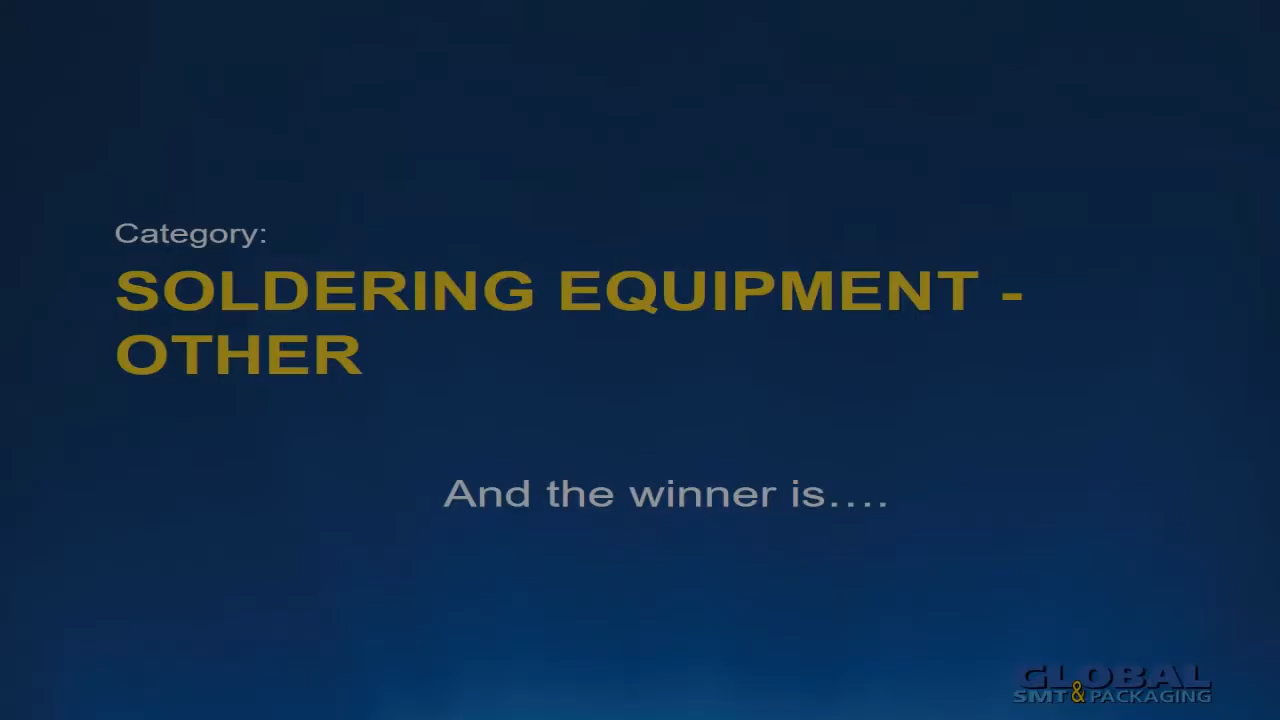 Category:
SOLDERING EQUIPMENT -
OTHER
And the winner is….
GLOBAL
SMT&PACKAGING